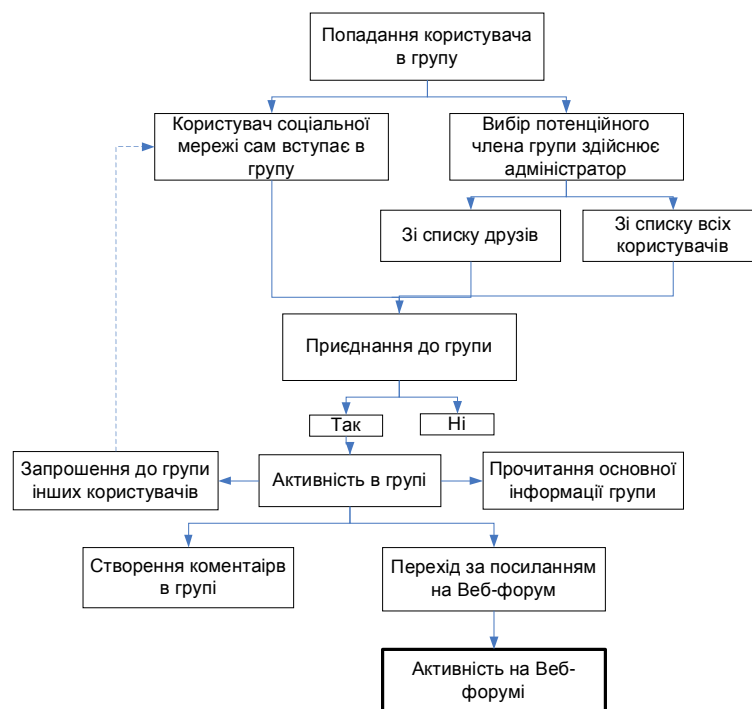 Попадання користувача
в групу
Користувач соціальної
мережі сам вступає в
групу
Вибір потенційного
члена групи здійснює
адміністратор
Зі списку друзів
Зі списку всіх
користувачів
Приєднання до групи
Так
Ні
Запрошення до групи
інших користувачів
Активність в групі
Прочитання основної
інформації групи
Створення коментаірв
в групі
Перехід за посиланням
на Веб-форум
Активність на Веб-
форумі